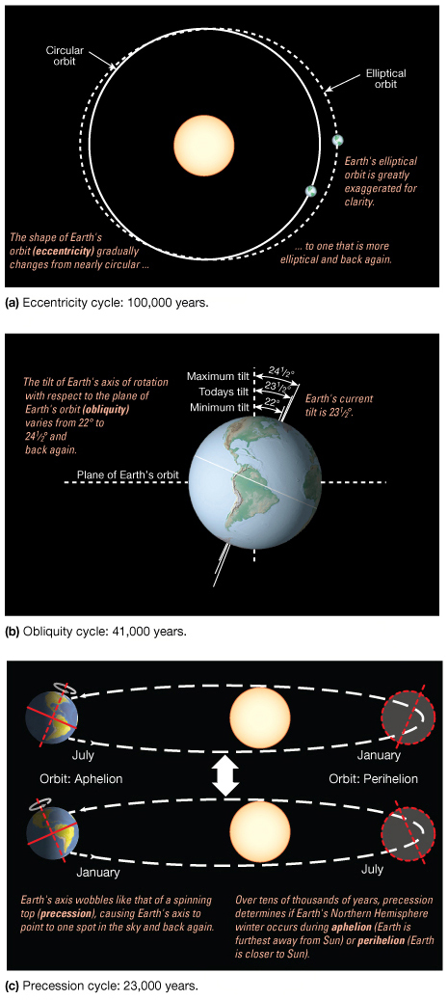 Circular
orbit
Elliptical
orbit
Earth's elliptical
orbit is greatly
exaggerated for
clarity.
The shape of Earth's
orbit (eccentricity) gradually
changes from nearly circular ...
... to one that is more
elliptical and back again.
(a) Eccentricity cycle: 100,000 years.
The tilt of Earth's axis of rotation
with respect to the plane of
Earth's orbit (obliquity)
varies from 22° to
24½° and
back again.
Maximum tilt
24½°
Todays tilt
23½°
Minimum tilt
22°
Earth's current
tilt is 23½°.
Plane of Earth's orbit
(b) Obliquity cycle: 41,000 years.
July
January
Orbit: Aphelion
Orbit: Perihelion
January
July
Earth's axis wobbles like that of a spinning
top (precession), causing Earth's axis to
point to one spot in the sky and back again.
Over tens of thousands of years, precession
determines if Earth's Northern Hemisphere
winter occurs during aphelion (Earth is
furthest away from Sun) or perihelion (Earth
is closer to Sun).
(c) Precession cycle: 23,000 years.